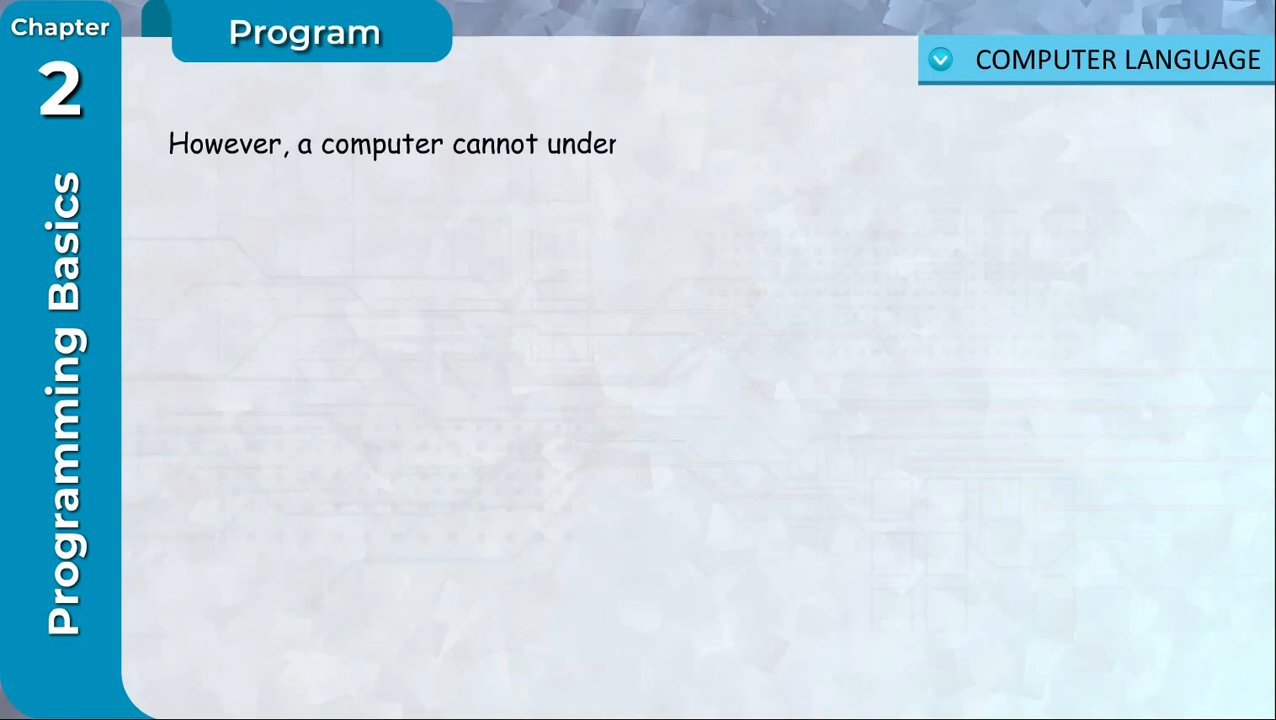 Chapter
2
Programming Basics
Program
COMPUTER LANGUAGE
However, a computer cannot under